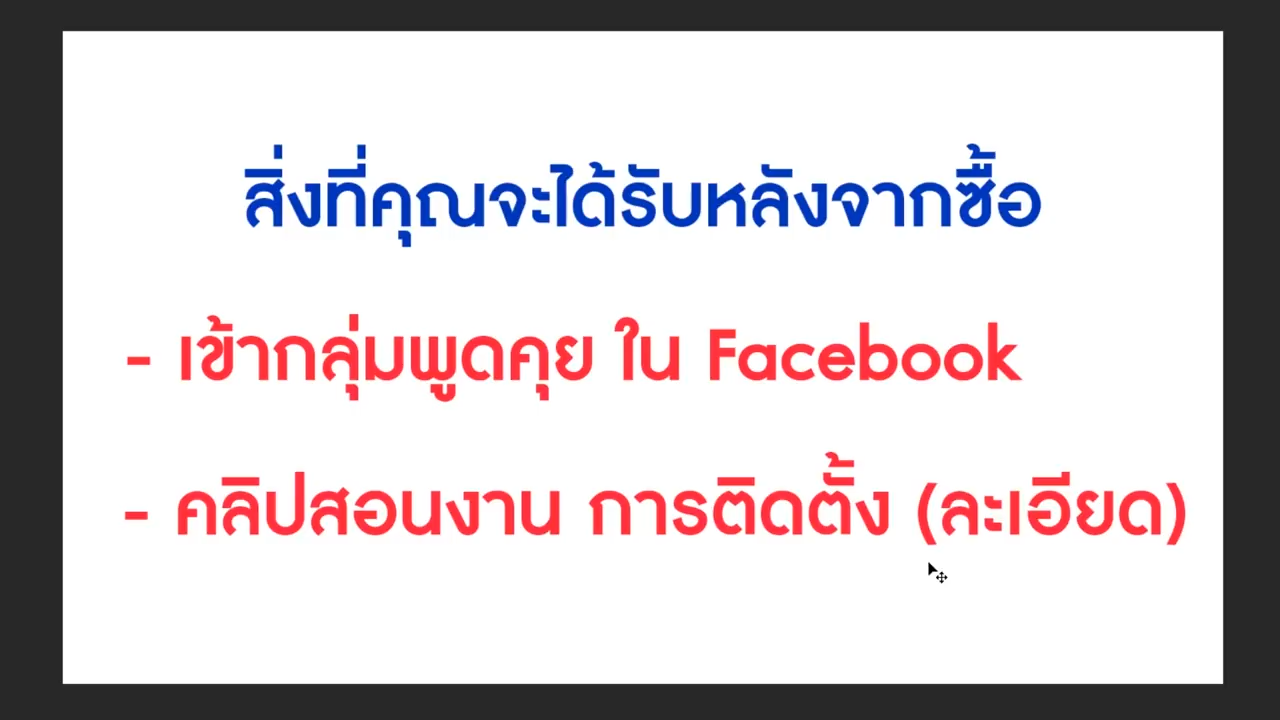 สิ่งที่คุณจะได้รับหลังจากซื้อ
- เข้ากลุ่มพูดคุย ใน Facebook
- คลิปสอนงาน การติดตั้ง (ละเอียด)